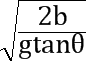 √(2b / gtanθ)